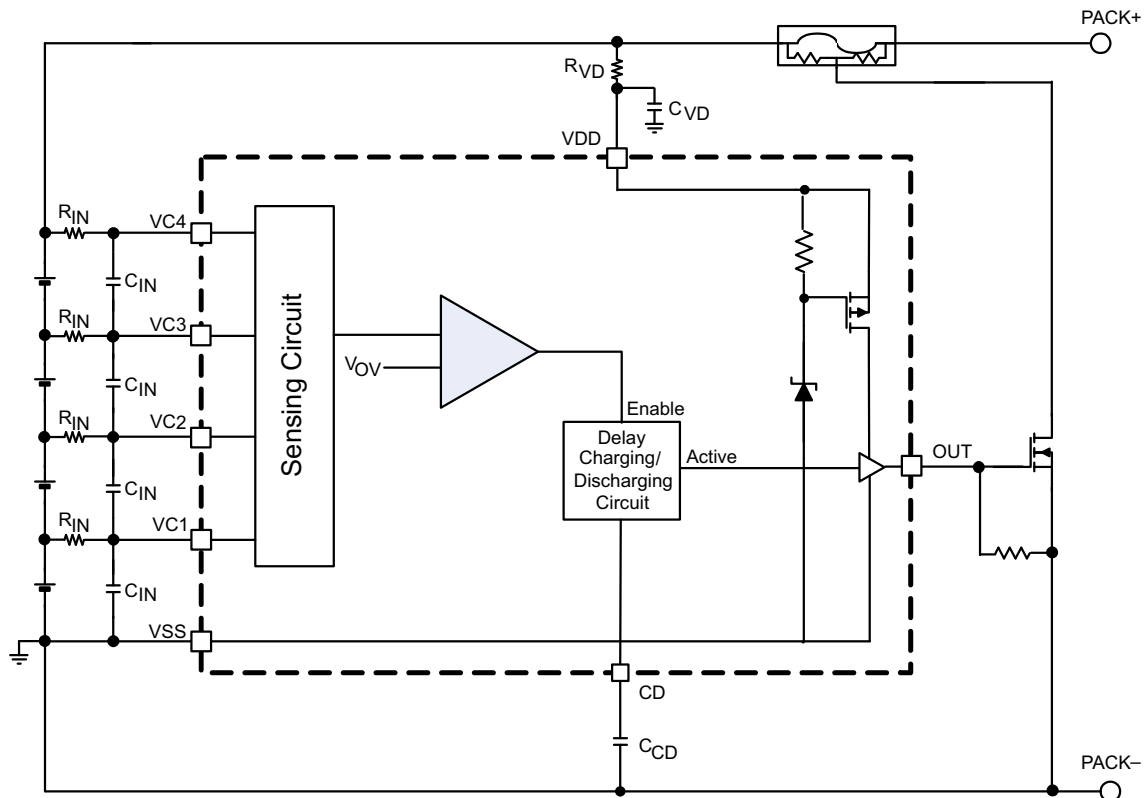 PACK+
RVD
CVD
VDD
RIN
VC4
CIN
RIN
VC3
CIN
RIN
VC2
CIN
RIN
VC1
CIN
VSS
Sensing Circuit
VOV
Enable
Delay
Charging/
Discharging
Circuit
Active
OUT
CD
CCD
PACK–